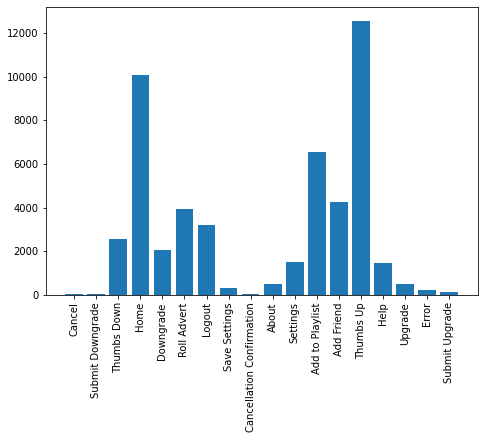 12000
10000
8000
6000
4000
2000
0
Cancel
Submit Downgrade
Thumbs Down
Home
Downgrade
Roll Advert
Logout
Save Settings
Cancellation Confirmation
About
Settings
Add to Playlist
Add Friend
Thumbs Up
Help
Upgrade
Error
Submit Upgrade